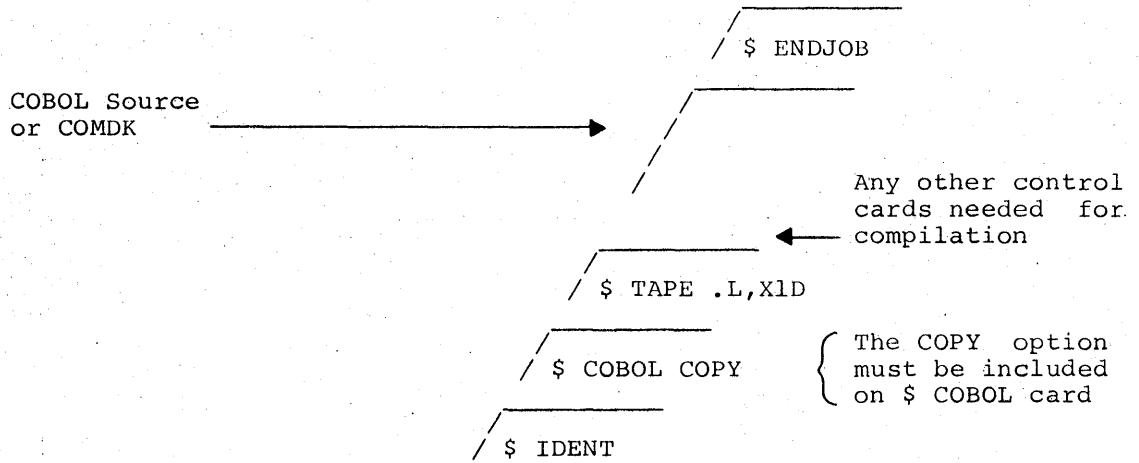 $ ENDJOB
COBOL Source
or COMDK
Any other control
cards needed for
compilation
$ TAPE .L,X1D
$ COBOL COPY
The COPY option
must be included
on $ COBOL card
$ IDENT